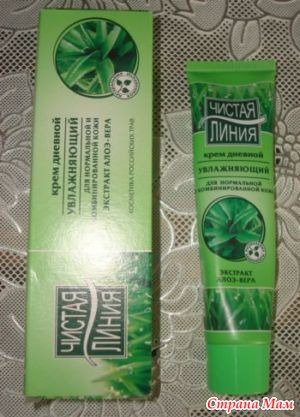 крем дневной
УВЛАЖНЯЮЩИЙ
ДЛЯ НОРМАЛЬНОЙ И
КОМБИНИРОВАННОЙ КОЖИ
ЭКСТРАКТ АЛОЭ-ВЕРА
КОСМЕТИКА РОССИЙСКИХ ТРАВ
ЧИСТАЯ
ЛИНИЯ
ЧИСТАЯ
ЛИНИЯ
крем дневной
УВЛАЖНЯЮЩИЙ
ДЛЯ НОРМАЛЬНОЙ
И КОМБИНИРОВАННОЙ КОЖИ
ЭКСТРАКТ
АЛОЭ-ВЕРА
Страна Мам